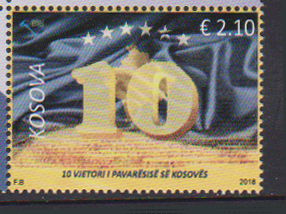 € 2.10
KOSOVA
10
10 VJETORI I PAVARËSISË SË KOSOVËS
F.B
2018